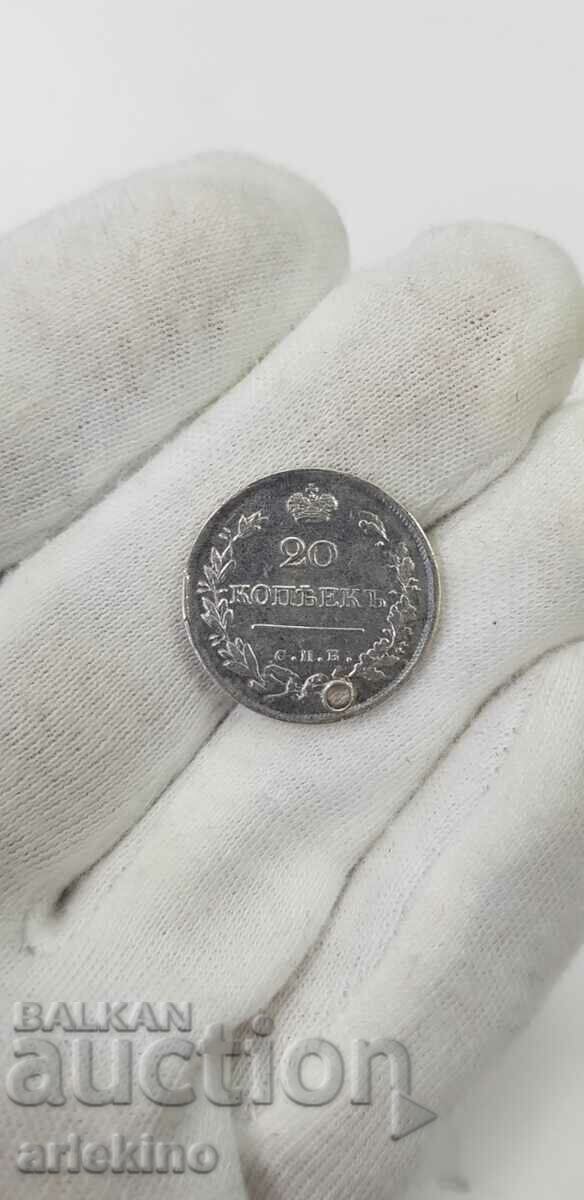 20
КОПѢЕКЪ
С.П.Б.
BALKAN
auction
arlekino